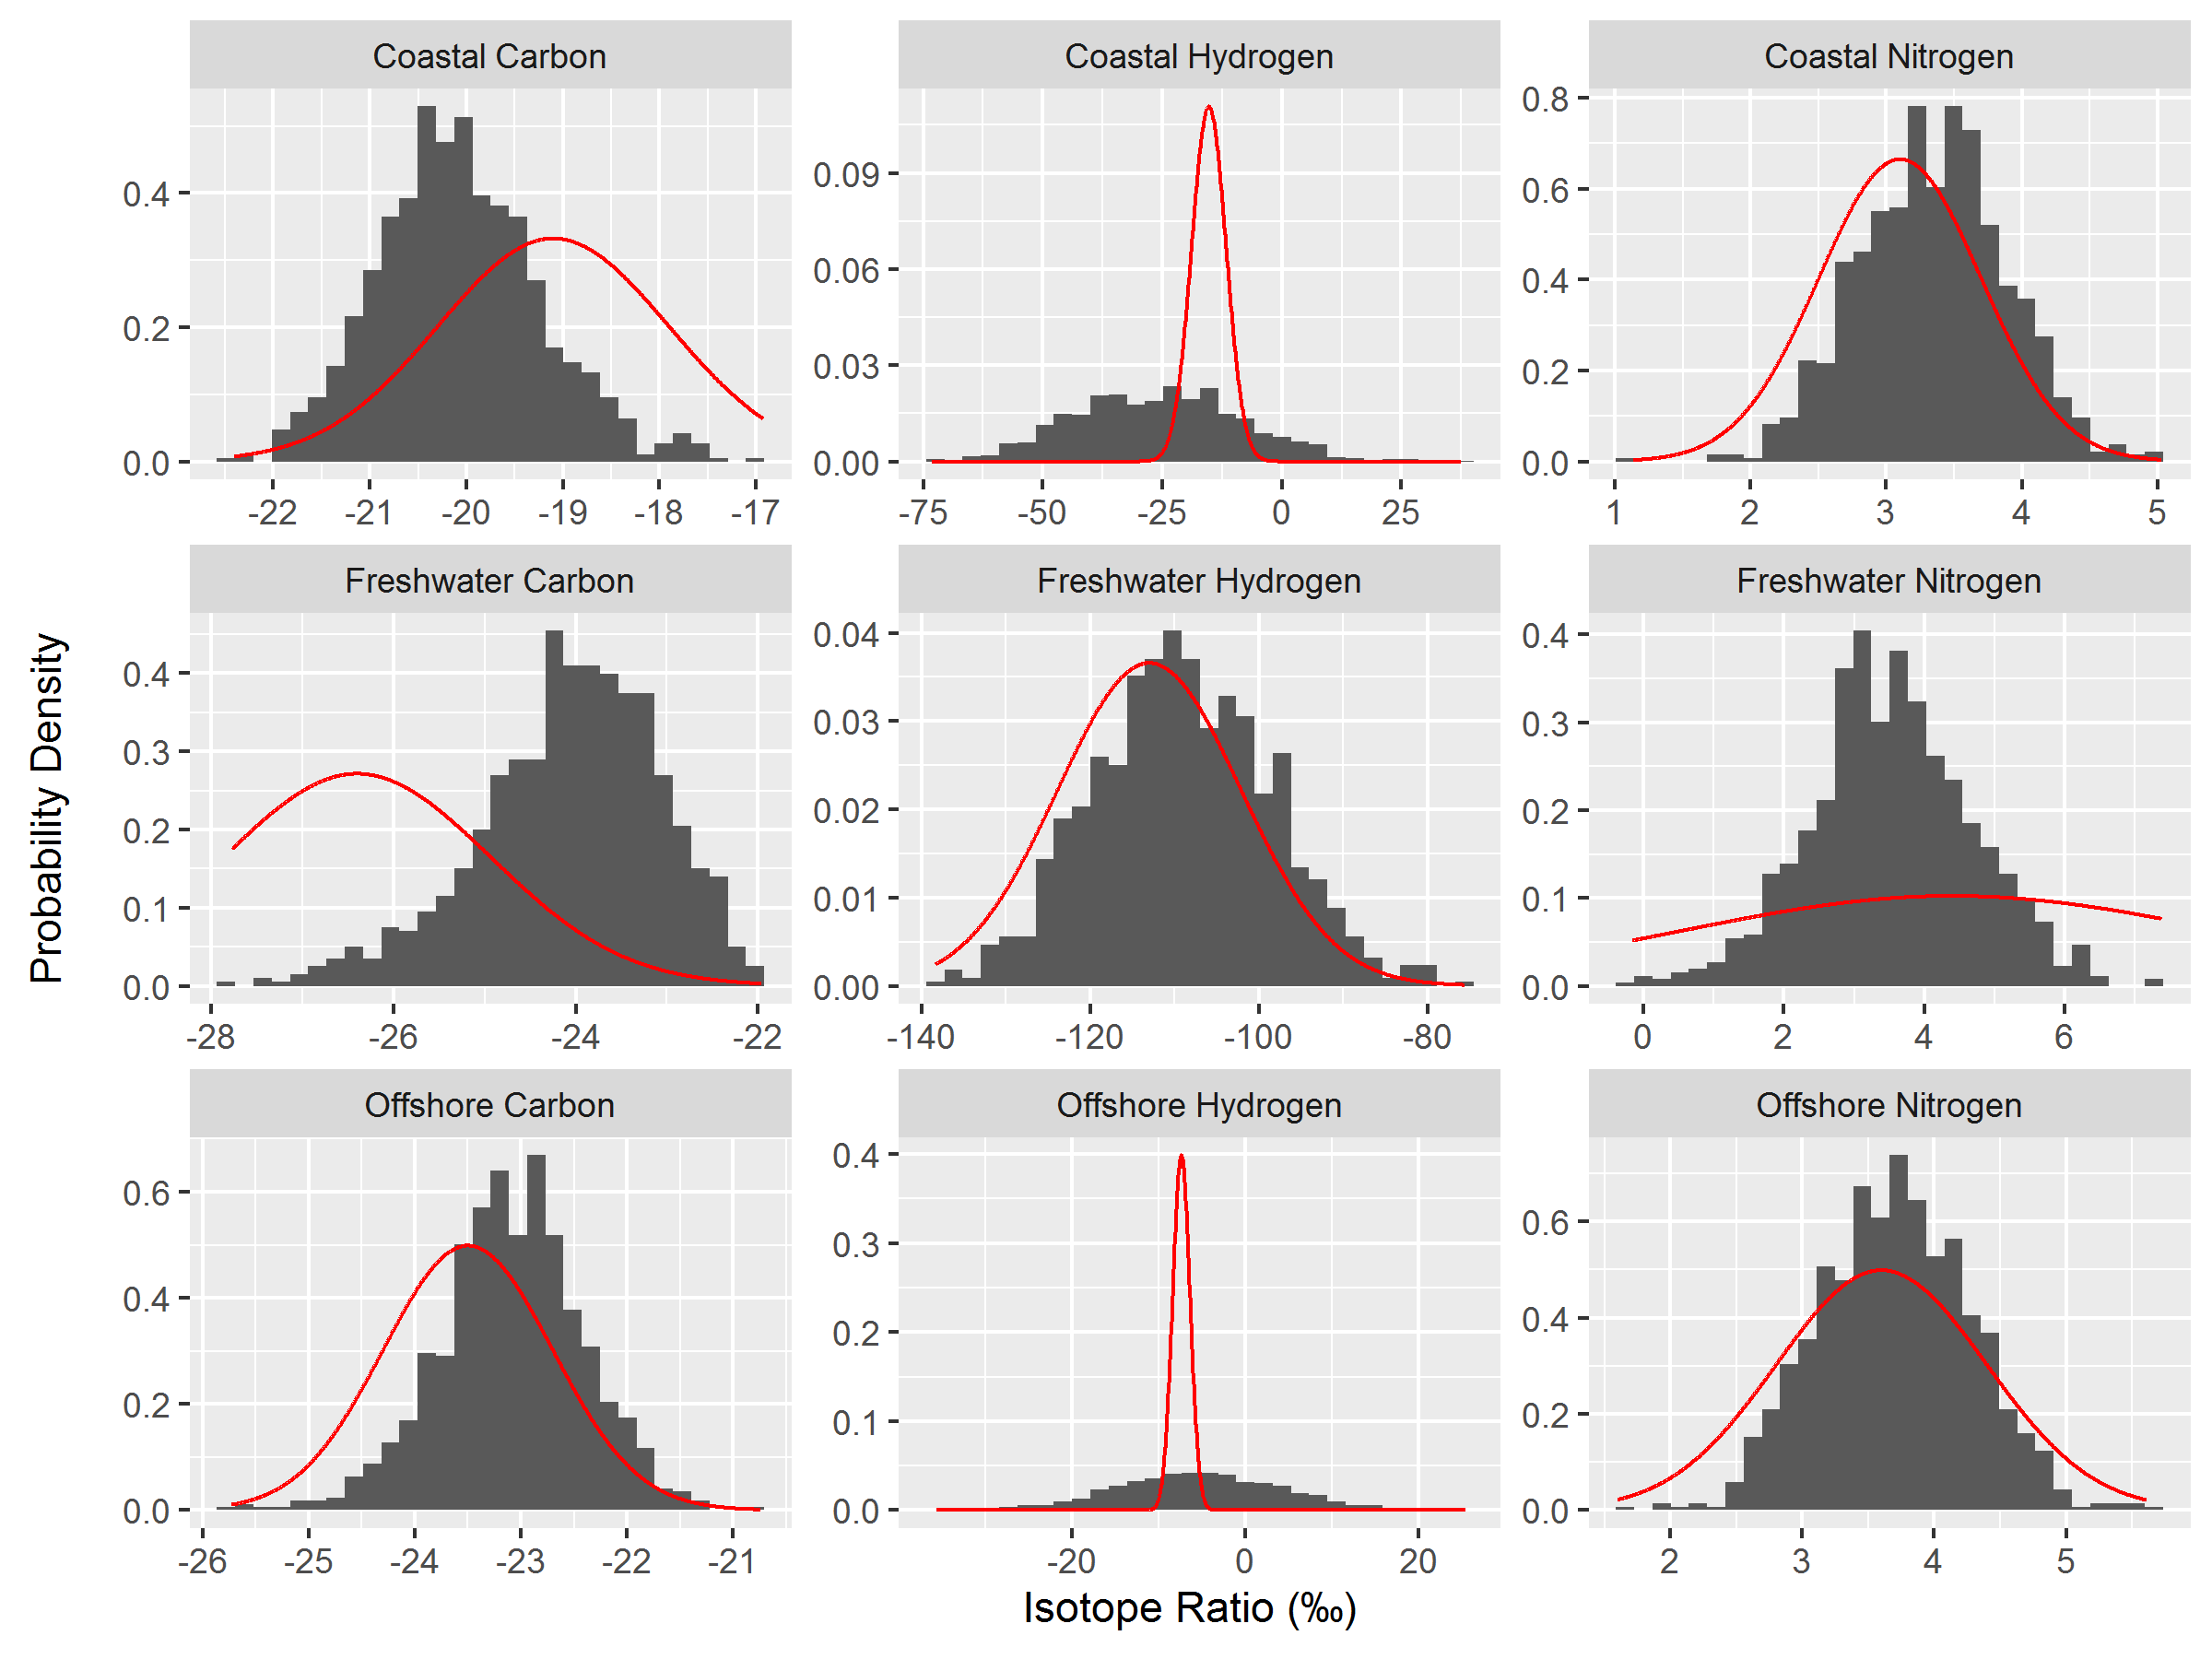 Coastal Carbon Coastal Hydrogen Coastal Nitrogen
0.4 0.2 0.0
-22 -21 -20 -19 -18 -17
0.09 0.06 0.03 0.00
-75 -50 -25 0 25
0.8 0.6 0.4 0.2 0.0
1 2 3 4 5
Freshwater Carbon Freshwater Hydrogen Freshwater Nitrogen
Probability Density
0.4 0.3 0.2 0.1 0.0
-28 -26 -24 -22
0.04 0.03 0.02 0.01 0.00
-140 -120 -100 -80
0.4 0.3 0.2 0.1 0.0
0 2 4 6
Offshore Carbon Offshore Hydrogen Offshore Nitrogen
0.6 0.4 0.2 0.0
-26 -25 -24 -23 -22 -21
0.4 0.3 0.2 0.1 0.0
-20 0 20
0.6 0.4 0.2 0.0
2 3 4 5
Isotope Ratio (‰)